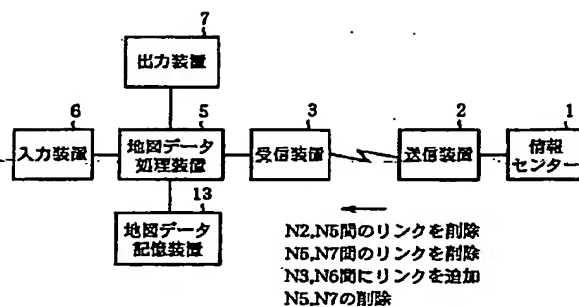 7
出力装置
6
入力装置
5
地図データ
処理装置
3
受信装置
2
送信装置
1
情報
センター
13
地図データ
記憶装置
N2,N5間のリンクを削除
N5,N7間のリンクを削除
N3,N6間にリンクを追加
N5,N7の削除